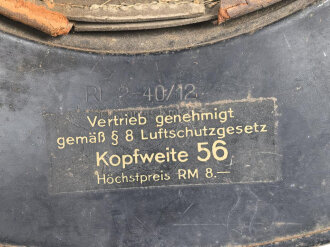 RL 2-40/12
Vertrieb genehmigt
gemäß § 8 Luftschutzgesetz
Kopfweite 56
Höchstpreis RM 8.—